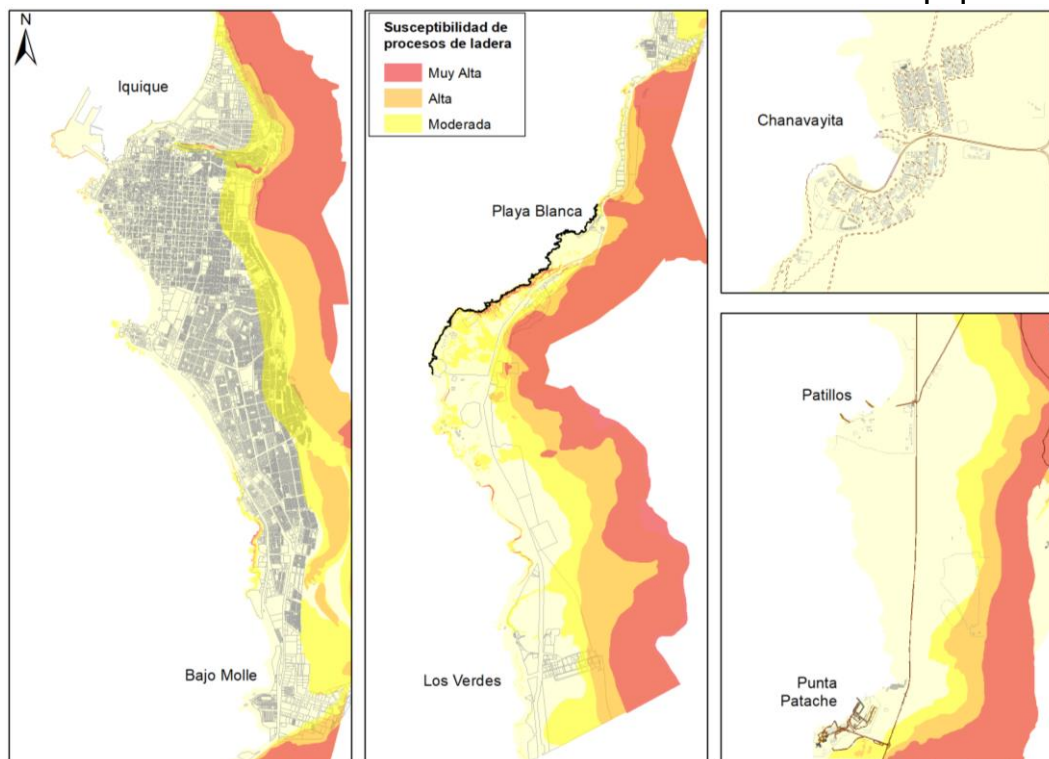 N
Iquique
Bajo Molle
Susceptibilidad de
procesos de ladera
Muy Alta
Alta
Moderada
Playa Blanca
Los Verdes
Chanavayita
Patillos
Punta
Patache